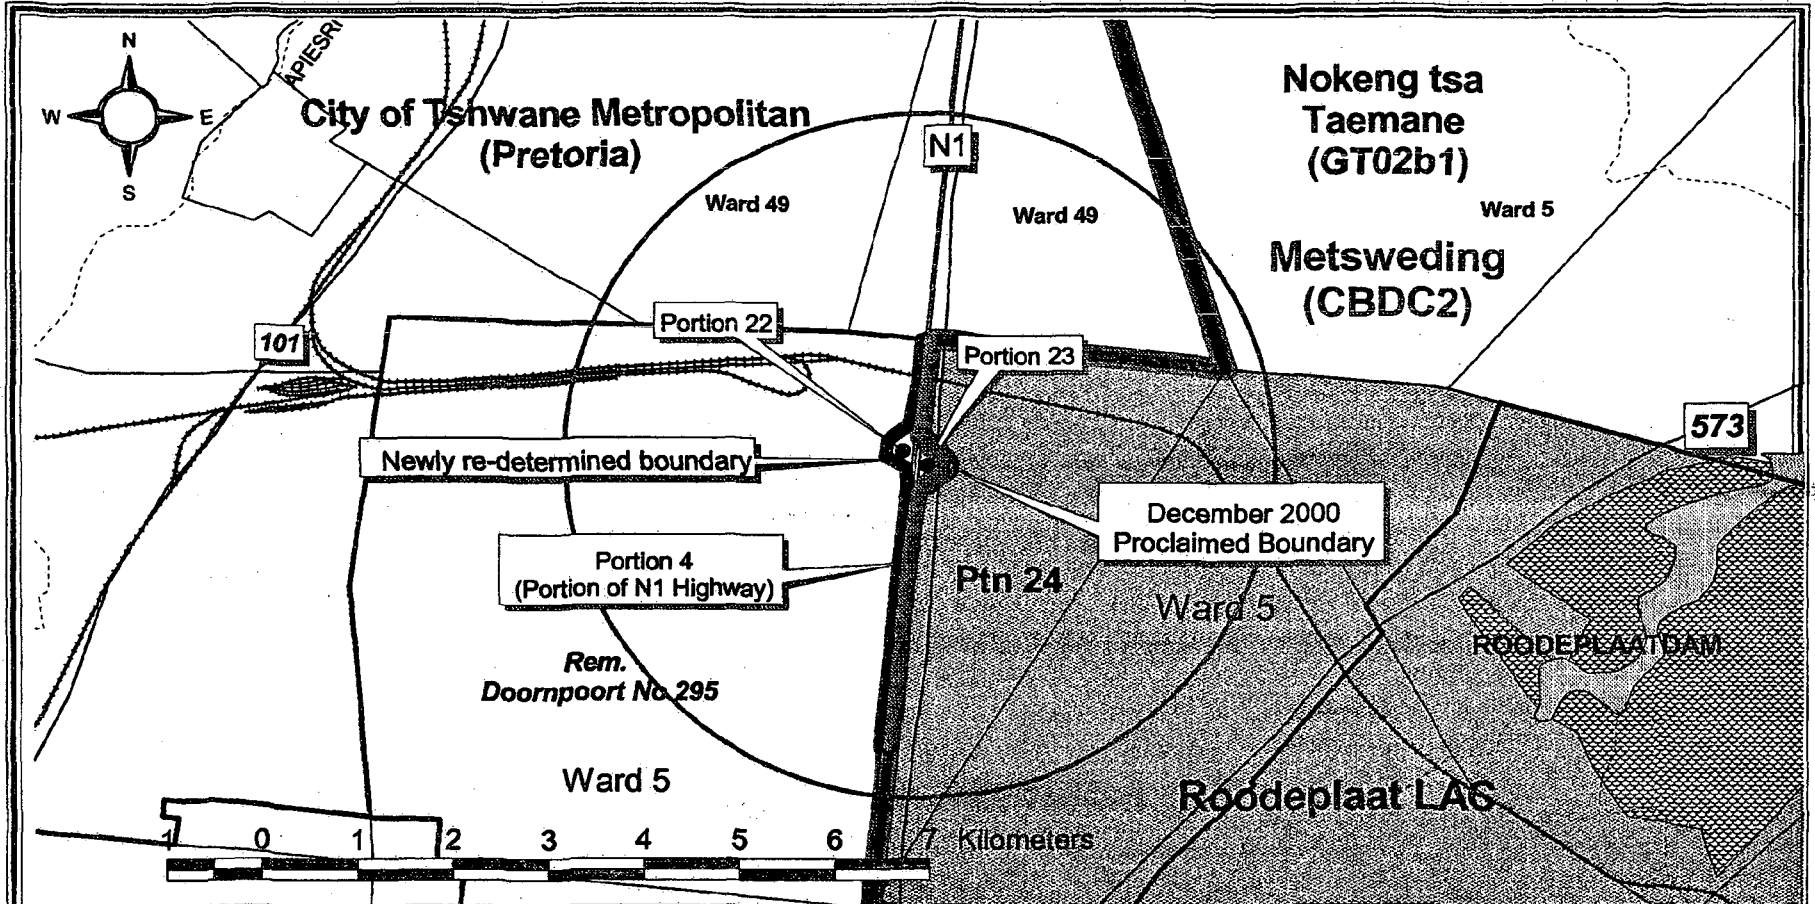 N
W
E
S
APIESRI
City of Tshwane Metropolitan
(Pretoria)
N1
Nokeng tsa
Taemane
(GT02b1)
Ward 49
Ward 49
Ward 5
Metsweding
(CBDC2)
Portion 22
101
Portion 23
573
Newly re-determined boundary
December 2000
Proclaimed Boundary
Portion 4
(Portion of N1 Highway)
Ptn 24
Ward 5
ROODEPLAATDAM
Rem.
Doornpoort No 295
Ward 5
Roodeplaat LAC
1 0 1 2 3 4 5 6 7 Kilometers